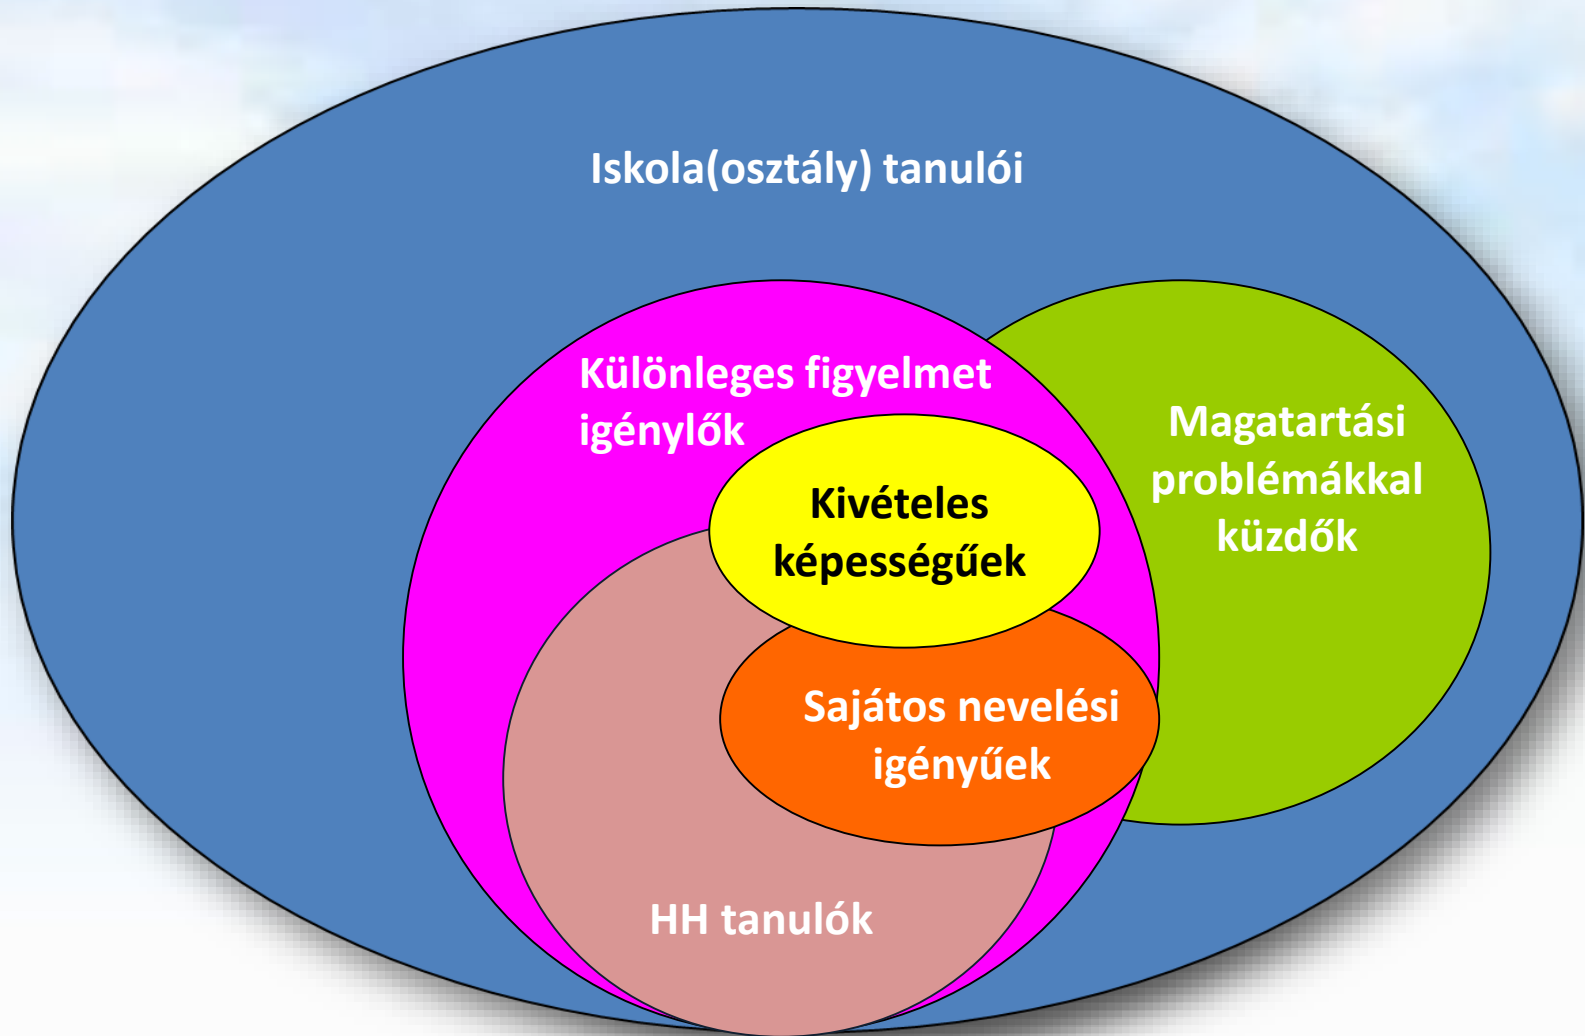 Iskola(osztály) tanulói
Különleges figyelmet
igénylők
Magatartási
problémákkal
küzdők
Kivételes
képességűek
Sajátos nevelési
igényűek
HH tanulók